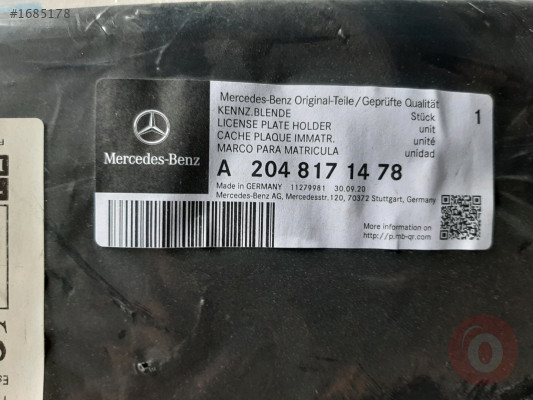 #1685178
Mercedes-Benz Original-Teile/Geprüfte Qualität
KENNZ.BLENDE Stück 1
LICENSE PLATE HOLDER unit
CACHE PLAQUE IMMATR. unité
MARCO PARA MATRICULA unidad
Mercedes-Benz
A 204 817 14 78
Made in GERMANY 11279981 30.09.20
Mercedes-Benz AG, Mercedesstr.120, 70372 Stuttgart, Germany
More information on
http://p.mb-qr.com